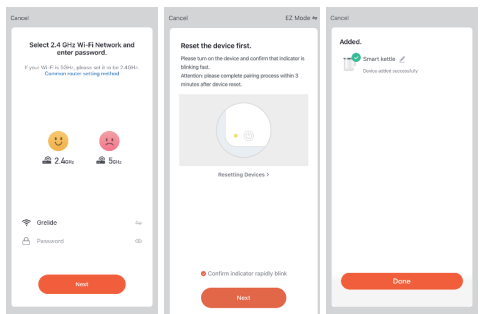 Cancel
Select 2.4 GHz Wi-Fi Network and
enter password.
If your Wi-Fi is 5GHz, please set it to be 2.4GHz.
Common router setting method
2.4GHz
5GHz
Grelide
Password
Next
Cancel
EZ Mode
Reset the device first.
Please turn on the device and confirm that indicator is
blinking fast.
Attention: please complete pairing process within 3
minutes after device reset.
Resetting Devices >
Confirm indicator rapidly blink
Next
Cancel
Added.
Smart kettle
Device added successfully
Done